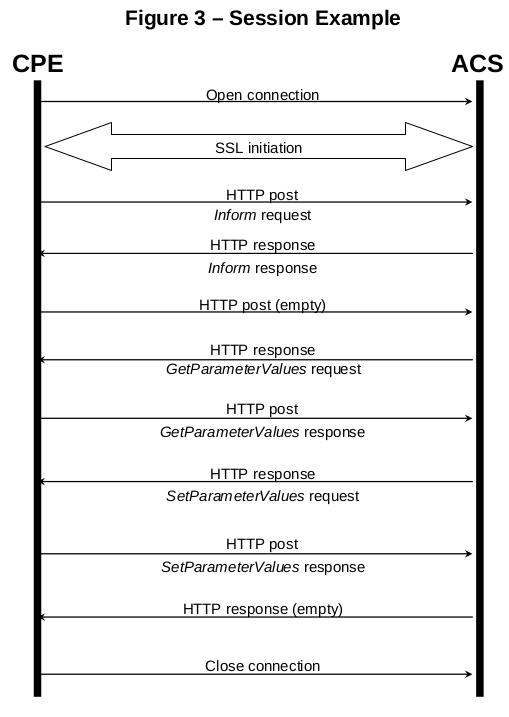 Figure 3 – Session Example
CPE
ACS
Open connection
SSL initiation
HTTP post
Inform request
HTTP response
Inform response
HTTP post (empty)
HTTP response
GetParameterValues request
HTTP post
GetParameterValues response
HTTP response
SetParameterValues request
HTTP post
SetParameterValues response
HTTP response (empty)
Close connection